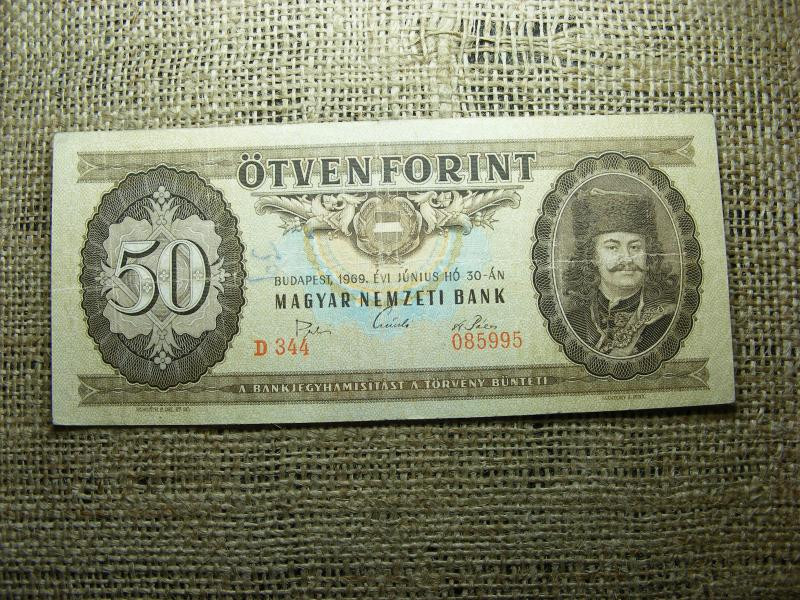 ÖTVEN FORINT
50
BUDAPEST, 1969. ÉVI JÚNIUS HÓ 30-ÁN
MAGYAR NEMZETI BANK
D 344
085995
A BANKJEGYHAMISÍTÁST A TÖRVÉNY BÜNTETI